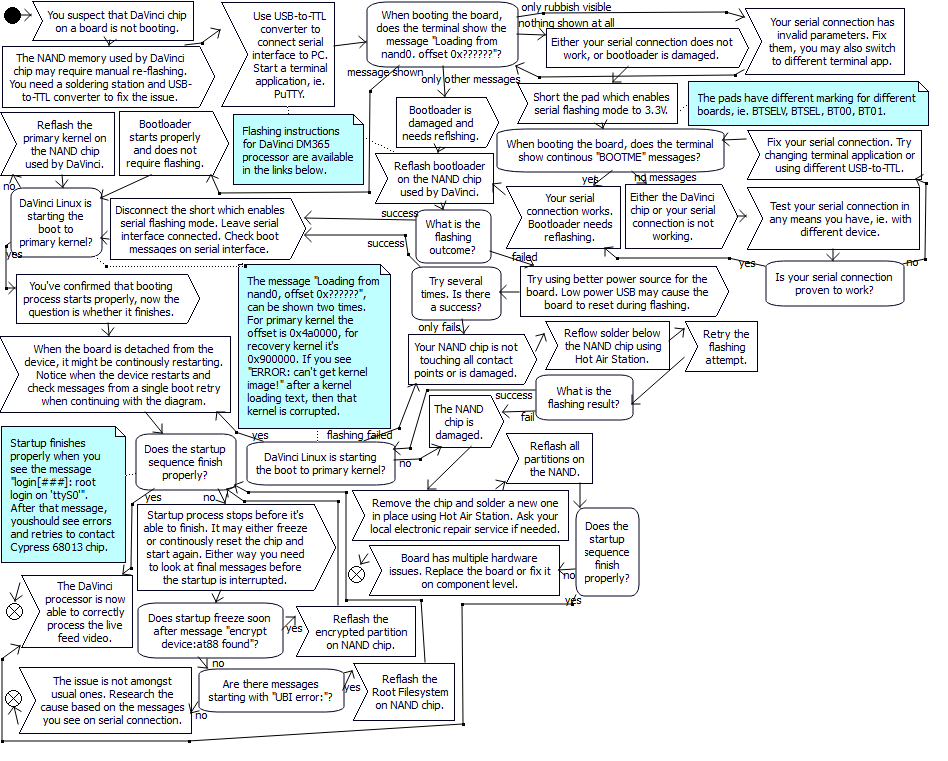 You suspect that DaVinci chip
on a board is not booting.
The NAND memory used by DaVinci
chip may require manual re-flashing.
You need a soldering station and USB-
to-TTL converter to fix the issue.
Use USB-to-TTL
converter to
connect serial
interface to PC.
Start a terminal
application, ie.
PuTTY.
When booting the board,
does the terminal show the
message "Loading from
nand0. offset 0x??????"?
only rubbish visible
nothing shown at all
message shown
only other messages
Your serial connection has
invalid parameters. Fix
them, you may also switch
to different terminal app.
Either your serial connection does not
work, or bootloader is damaged.
Short the pad which enables
serial flashing mode to 3.3V.
The pads have different marking for different
boards, ie. BTSELV, BTSEL, BT00, BT01.
Reflash the
primary kernel on
the NAND chip
used by DaVinci.
Bootloader
starts properly
and does not
require flashing.
Flashing instructions
for DaVinci DM365
processor are available
in the links below.
Bootloader is
damaged and
needs reflshing.
Reflash bootloader
on the NAND chip
used by DaVinci.
When booting the board, does the terminal
show continous "BOOTME" messages?
yes
no messages
Fix your serial connection. Try
changing terminal application or
using different USB-to-TTL.
no
DaVinci Linux is
starting the
boot to
primary kernel?
yes
Disconnect the short which enables
serial flashing mode. Leave serial
interface connected. Check boot
messages on serial interface.
success
success
What is the
flashing
outcome?
failed
Your serial
connection works.
Bootloader needs
reflashing.
Either the DaVinci
chip or your serial
connection is not
working.
Test your serial connection in
any means you have, ie. with
different device.
yes
no
Is your serial connection
proven to work?
You've confirmed that booting
process starts properly, now the
question is whether it finishes.
The message "Loading from
nand0, offset 0x??????",
can be shown two times.
For primary kernel the
offset is 0x4a0000, for
recovery kernel it's
0x900000. If you see
"ERROR: can't get kernel
image!" after a kernel
loading text, then that
kernel is corrupted.
Try several
times. Is there
a success?
only fails
Try using better power source for the
board. Low power USB may cause the
board to reset during flashing.
When the board is detached from the
device, it might be continously restarting.
Notice when the device restarts and
check messages from a single boot retry
when continuing with the diagram.
Your NAND chip is not
touching all contact
points or is damaged.
Reflow solder below
the NAND chip using
Hot Air Station.
Retry the
flashing
attempt.
What is the
flashing result?
success
fail
The NAND
chip is
damaged.
yes
flashing failed
no
DaVinci Linux is starting
the boot to primary kernel?
Startup finishes
properly when you
see the message
"login[###]: root
login on 'ttyS0'".
After that message,
youshould see errors
and retries to contact
Cypress 68013 chip.
Does the startup
sequence finish
properly?
yes
no
Reflash all
partitions on
the NAND.
Remove the chip and solder a new one
in place using Hot Air Station. Ask your
local electronic repair service if needed.
Startup process stops before it's
able to finish. It may either freeze
or continously reset the chip and
start again. Either way you need
to look at final messages before
the startup is interrupted.
Board has multiple hardware
issues. Replace the board or fix it
on component level.
Does the
startup
sequence
finish
properly?
no
yes
The DaVinci
processor is now
able to correctly
process the live
feed video.
Does startup freeze soon
after message "encrypt
device:at88 found"?
yes
no
Reflash the
encrypted partition
on NAND chip.
The issue is not amongst
usual ones. Research the
cause based on the messages
you see on serial connection.
Are there messages
starting with "UBI error:"?
yes
no
Reflash the
Root Filesystem
on NAND chip.